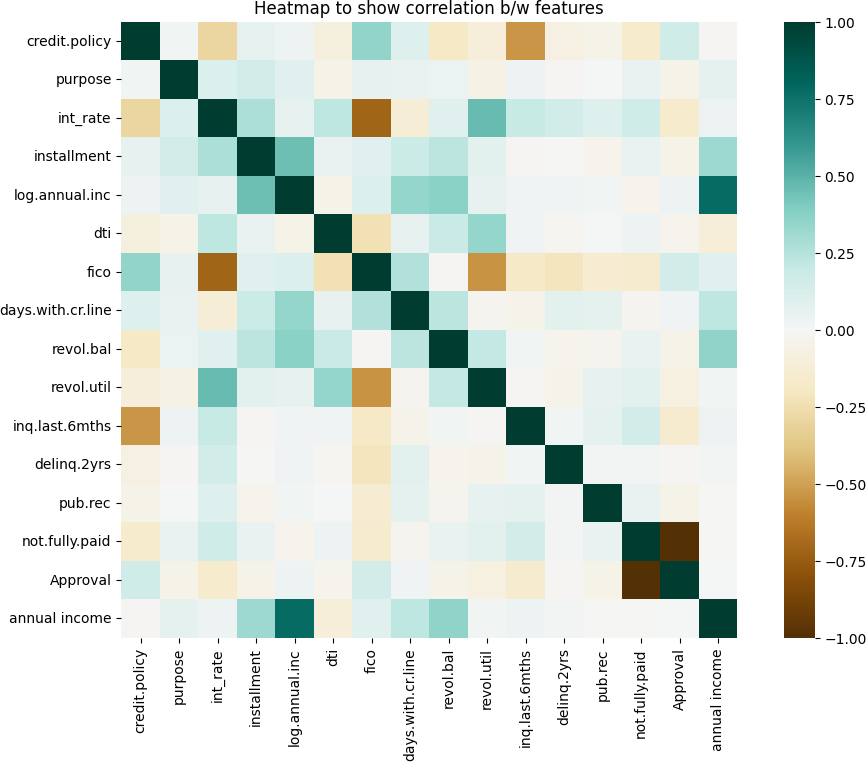 Heatmap to show correlation b/w features
credit.policy
purpose
int_rate
installment
log.annual.inc
dti
fico
days.with.cr.line
revol.bal
revol.util
inq.last.6mths
delinq.2yrs
pub.rec
not.fully.paid
Approval
annual income
credit.policy
purpose
int_rate
installment
log.annual.inc
dti
fico
days.with.cr.line
revol.bal
revol.util
inq.last.6mths
delinq.2yrs
pub.rec
not.fully.paid
Approval
annual income
1.00
0.75
0.50
0.25
0.00
−0.25
−0.50
−0.75
−1.00